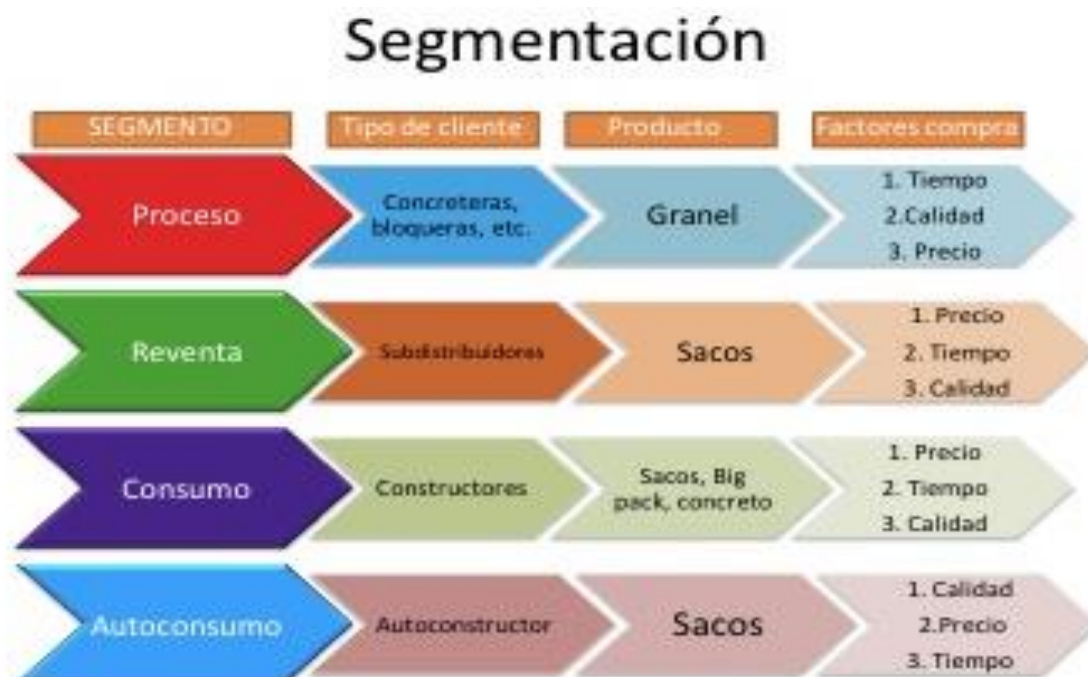 Segmentación
SEGMENTO
Tipo de cliente
Producto
Factores compra
Proceso
Concreteras,
bloqueras, etc.
Granel
1. Tiempo
2.Calidad
3. Precio
Reventa
Subdistribuidores
Sacos
1. Precio
2. Tiempo
3. Calidad
Consumo
Constructores
Sacos, Big
pack, concreto
1. Precio
2. Tiempo
3. Calidad
Autoconsumo
Autoconstructor
Sacos
1. Calidad
2.Precio
3. Tiempo